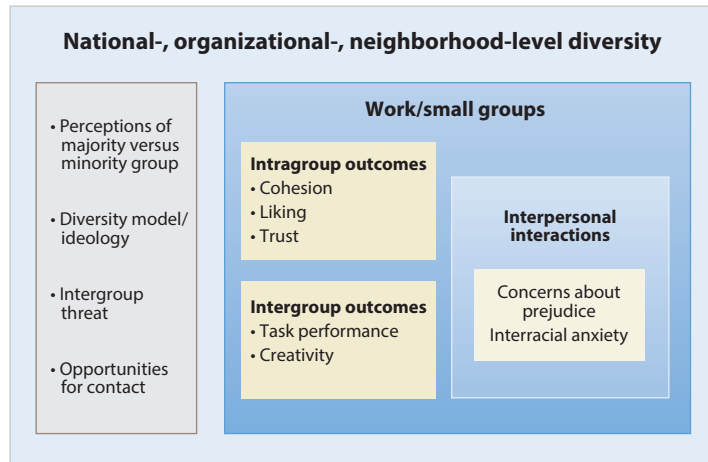 National-, organizational-, neighborhood-level diversity
• Perceptions of
majority versus
minority group
• Diversity model/
ideology
• Intergroup
threat
• Opportunities
for contact
Work/small groups
Intragroup outcomes
• Cohesion
• Liking
• Trust
Intergroup outcomes
• Task performance
• Creativity
Interpersonal
interactions
Concerns about
prejudice
Interracial anxiety